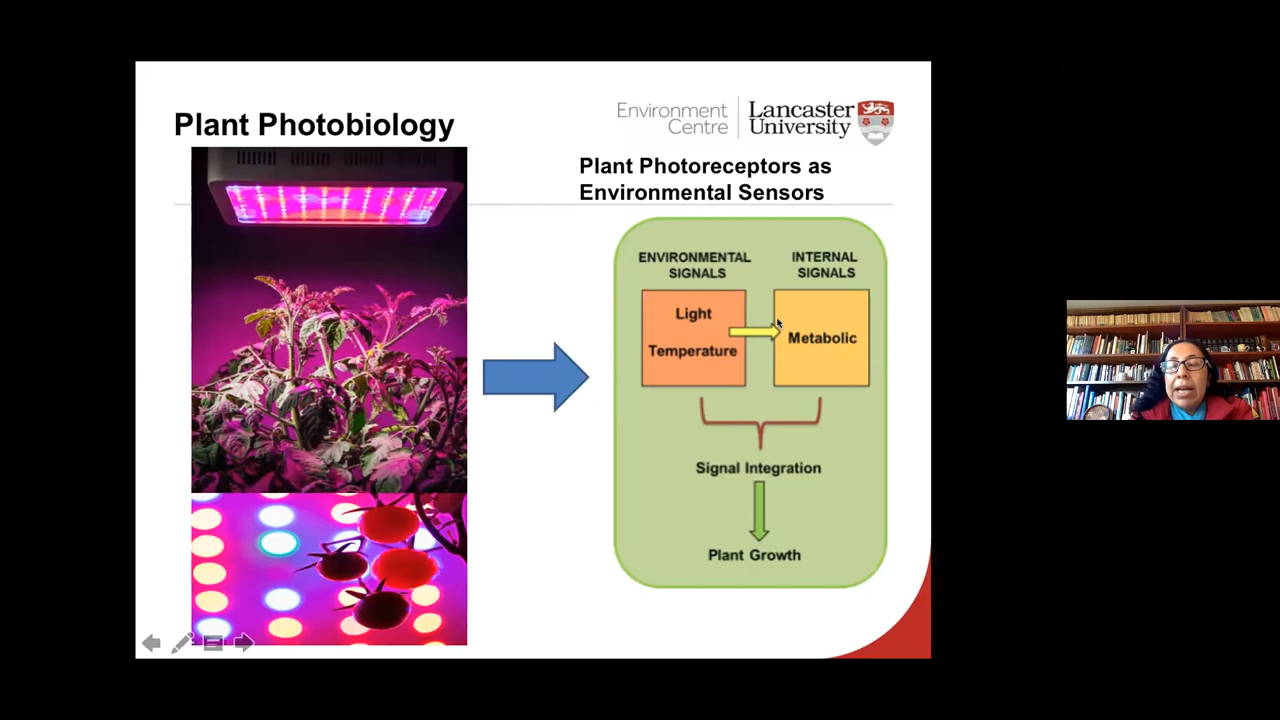 Plant Photobiology
Environment
Centre
Lancaster
University
Plant Photoreceptors as
Environmental Sensors
ENVIRONMENTAL
SIGNALS
INTERNAL
SIGNALS
Light
Temperature
Metabolic
Signal Integration
Plant Growth